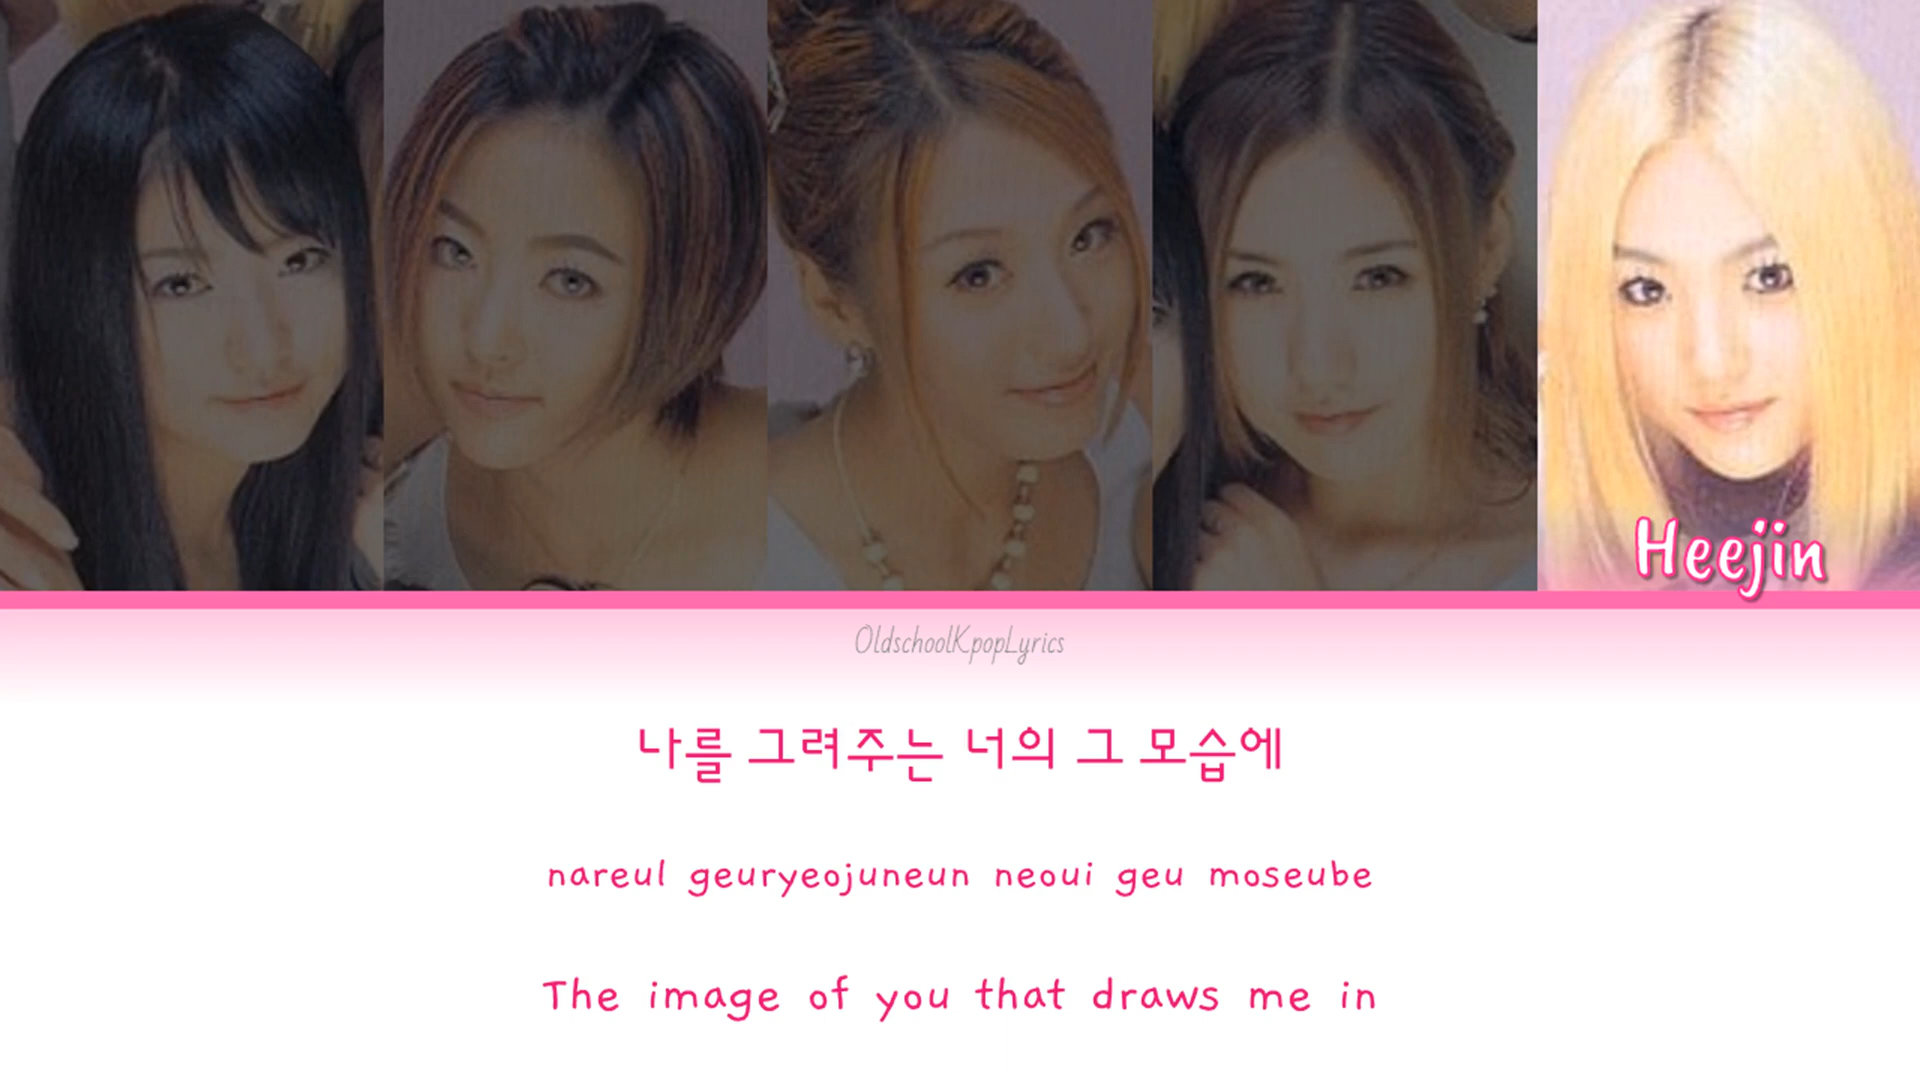 Heejin
OldschoolKpopLyrics
나를 그려주는 너의 그 모습에
nareul geuryeojuneun neoui geu moseube
The image of you that draws me in